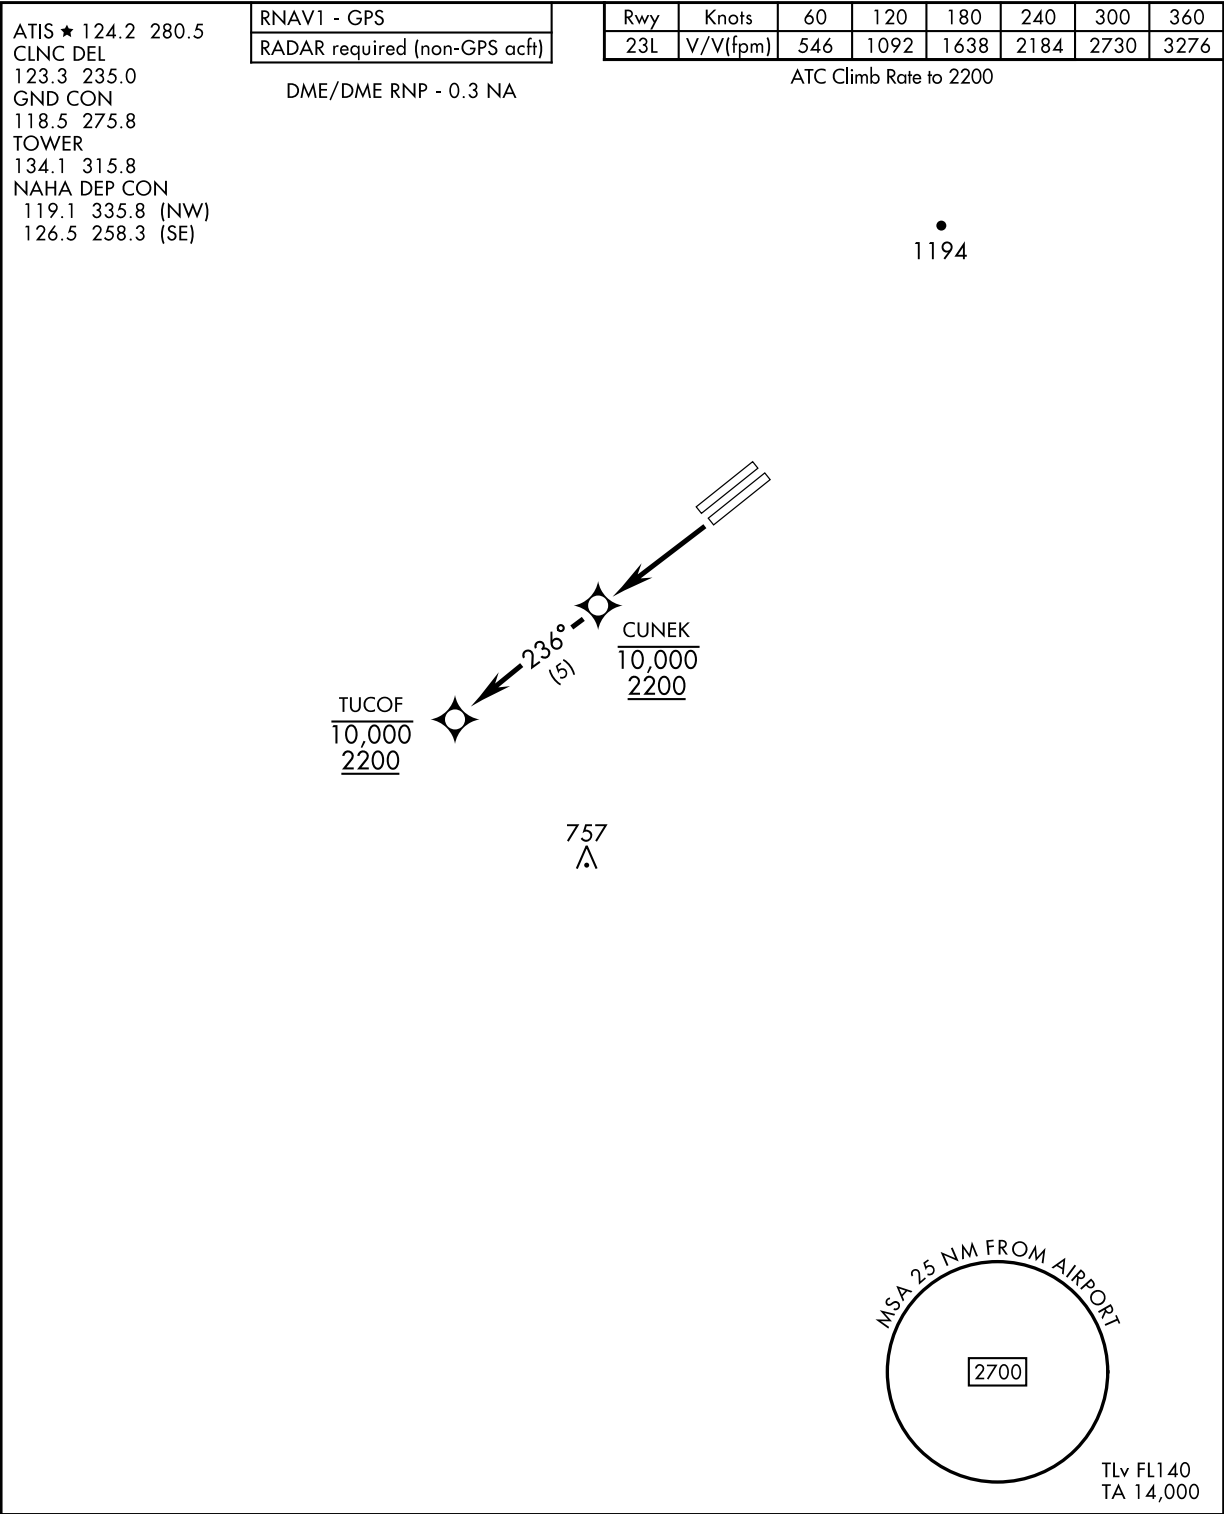 ATIS ★ 124.2 280.5
CLNC DEL
123.3 235.0
GND CON
118.5 275.8
TOWER
134.1 315.8
NAHA DEP CON
119.1 335.8 (NW)
126.5 258.3 (SE)
RNAV1 - GPS
RADAR required (non-GPS acft)
DME/DME RNP - 0.3 NA
Rwy Knots 60 120 180 240 300 360
23L V/V(fpm) 546 1092 1638 2184 2730 3276
ATC Climb Rate to 2200
1194
CUNEK
10,000
2200
236°
(5)
TUCOF
10,000
2200
757
MSA 25 NM FROM AIRPORT
2700
TLv FL140
TA 14,000